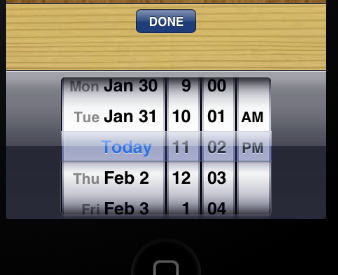 DONE
Mon Jan 30 9 00
Tue Jan 31 10 01 AM
Today 11 02 PM
Thu Feb 2 12 03
Fri Feb 3 1 04